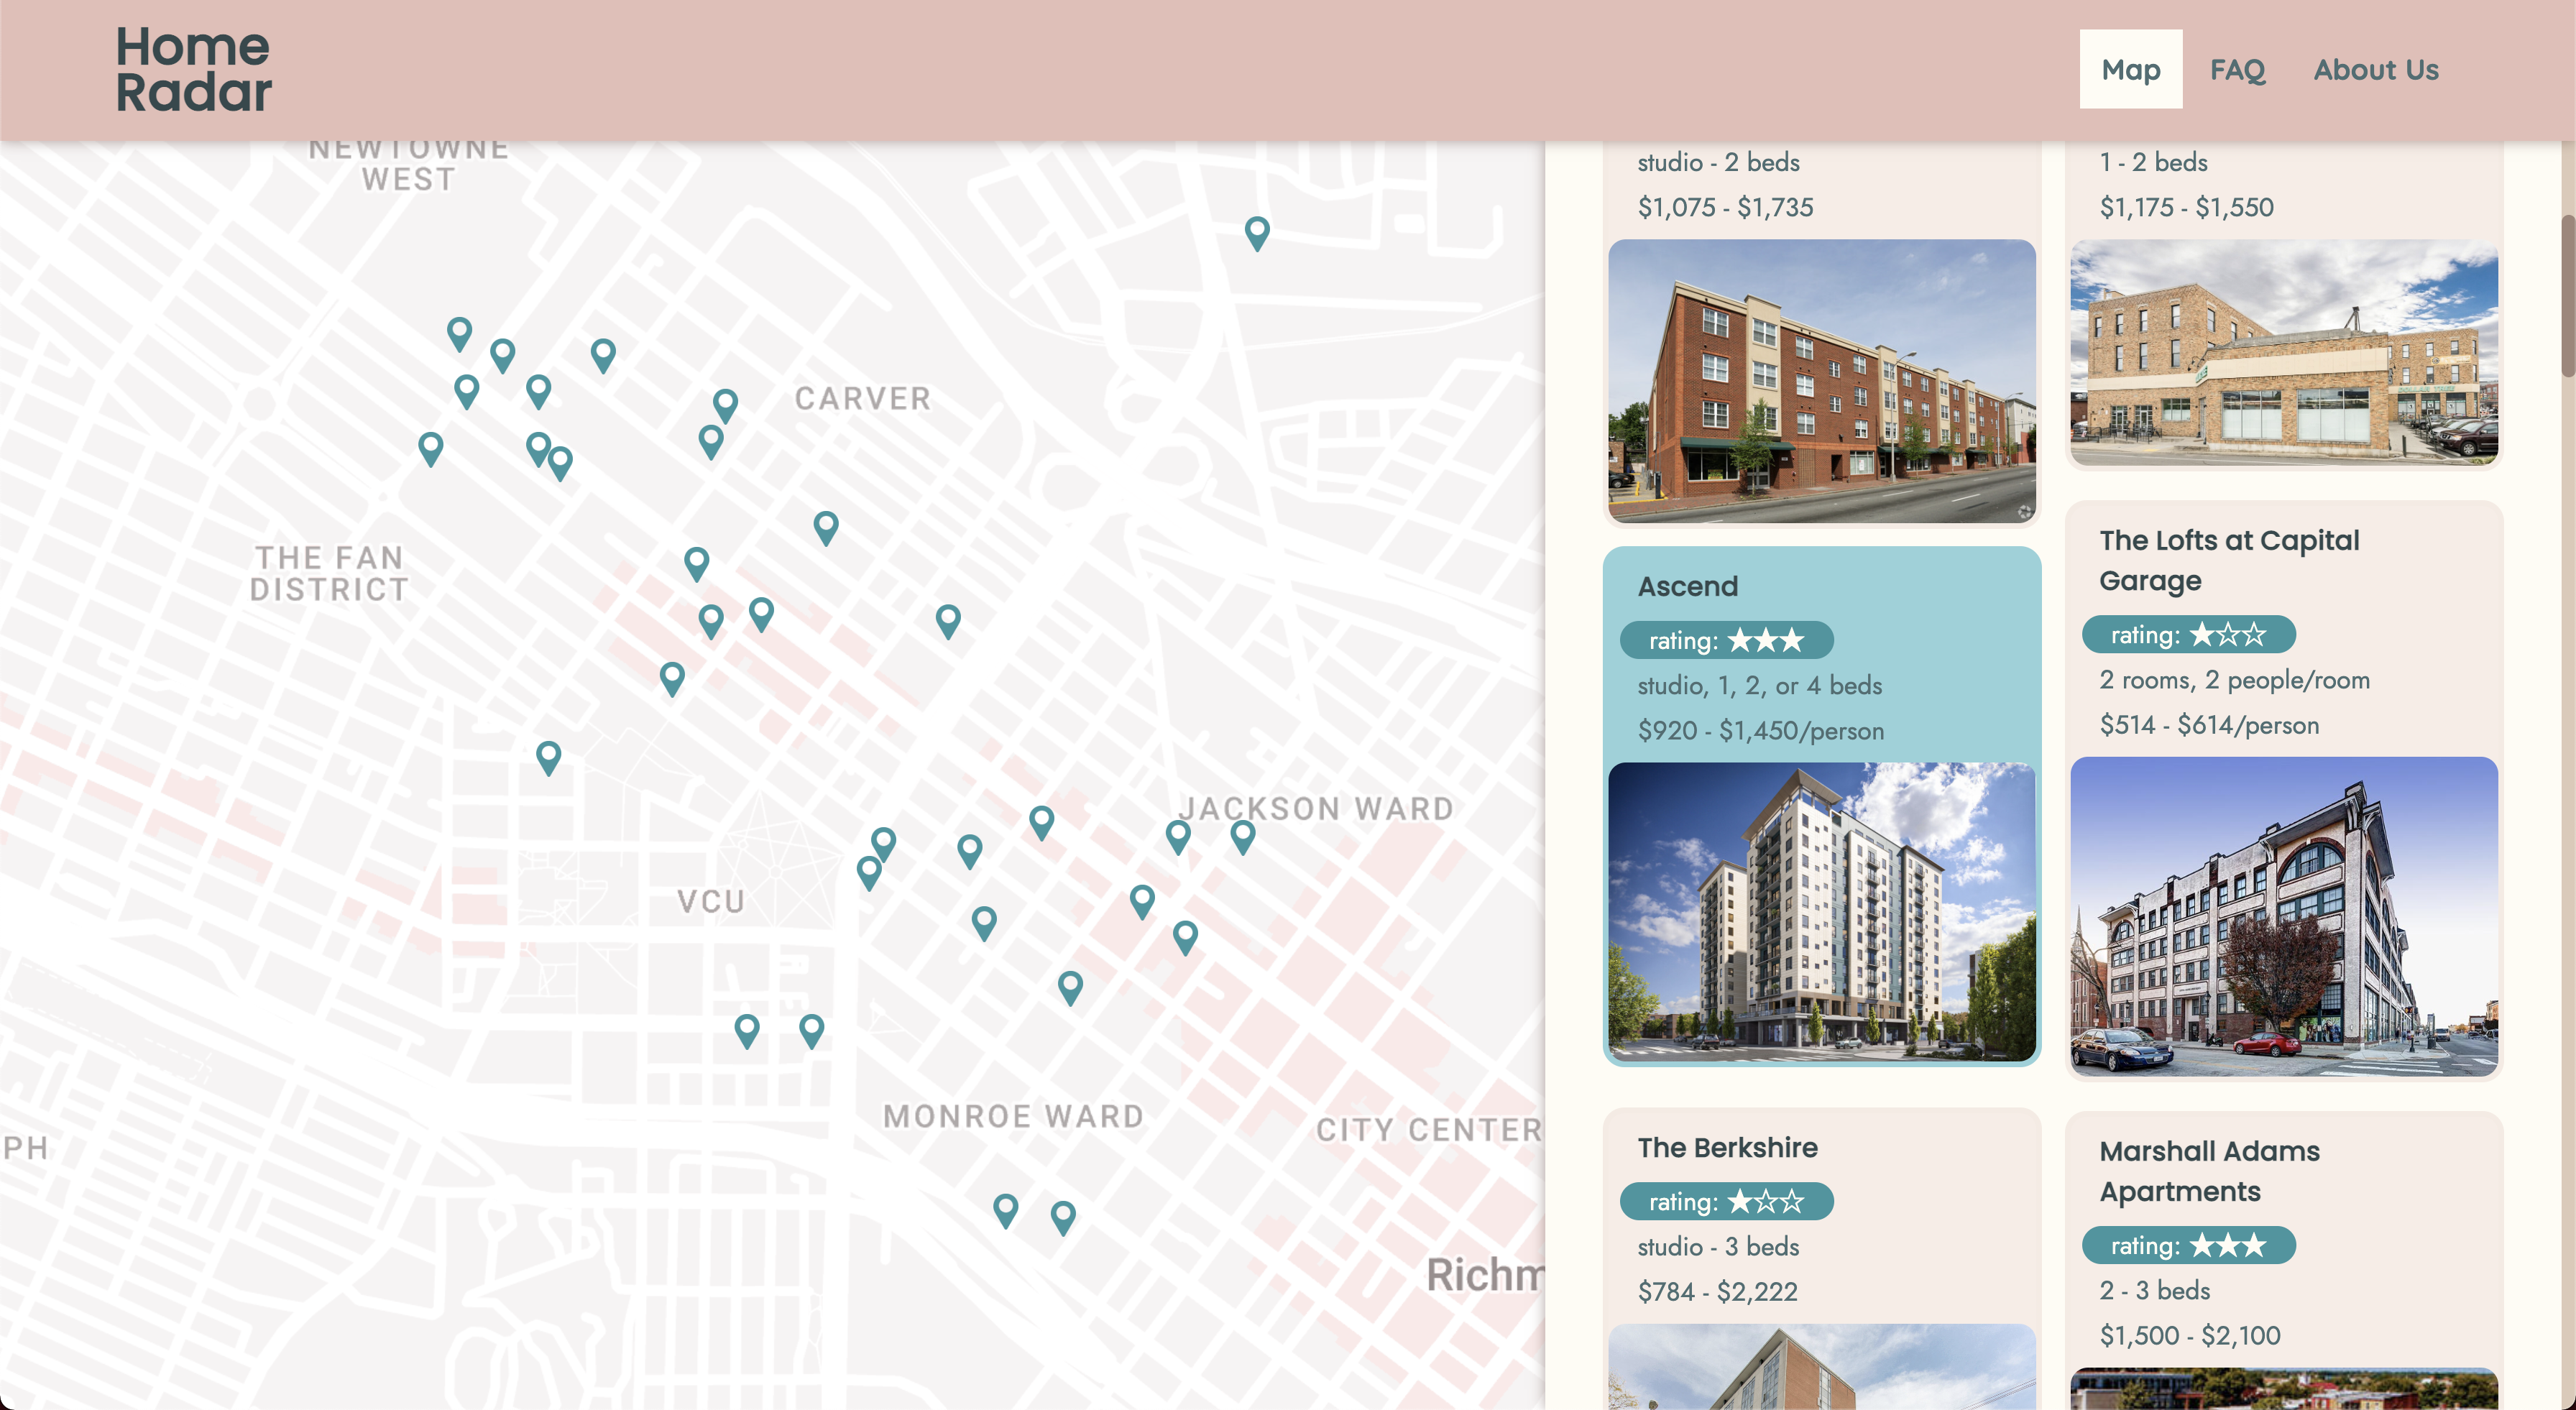 Home
Radar
Map
FAQ
About Us
NEWTOWNE
WEST
CARVER
THE FAN
DISTRICT
JACKSON WARD
VCU
MONROE WARD
CITY CENTER
PH
Richm
studio - 2 beds
$1,075 - $1,735
1 - 2 beds
$1,175 - $1,550
Ascend
rating: ★★★
studio, 1, 2, or 4 beds
$920 - $1,450/person
The Lofts at Capital
Garage
rating: ★☆☆
2 rooms, 2 people/room
$514 - $614/person
The Berkshire
rating: ★☆☆
studio - 3 beds
$784 - $2,222
Marshall Adams
Apartments
rating: ★★★
2 - 3 beds
$1,500 - $2,100